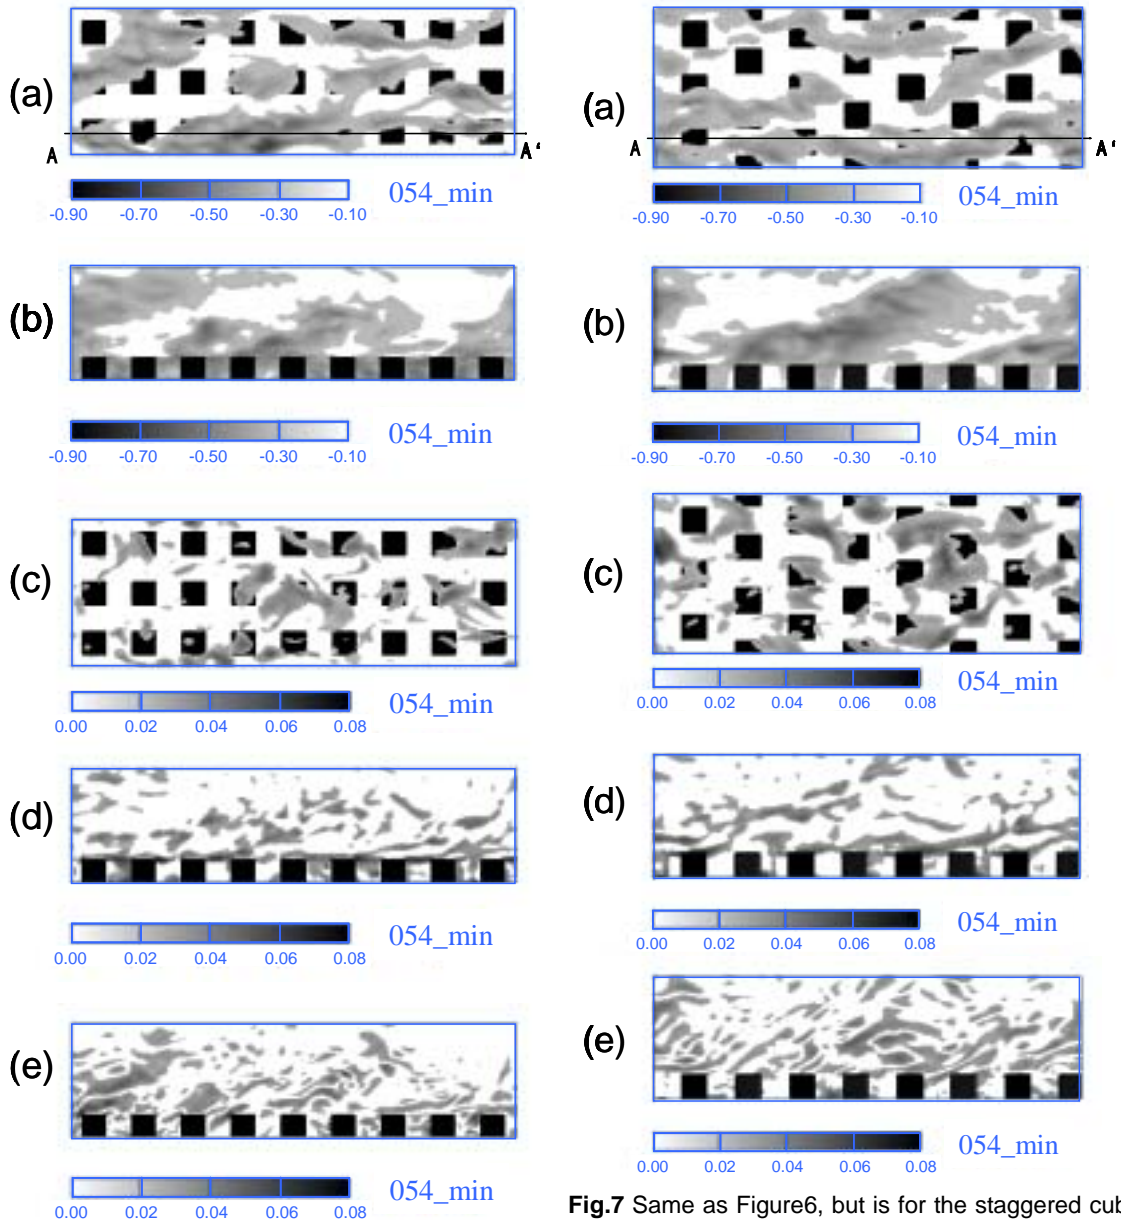 (a)
A A'
054_min
-0.90 -0.70 -0.50 -0.30 -0.10
(b)
054_min
-0.90 -0.70 -0.50 -0.30 -0.10
(c)
054_min
0.00 0.02 0.04 0.06 0.08
(d)
054_min
0.00 0.02 0.04 0.06 0.08
(e)
054_min
0.00 0.02 0.04 0.06 0.08
(a)
A A'
054_min
-0.90 -0.70 -0.50 -0.30 -0.10
(b)
054_min
-0.90 -0.70 -0.50 -0.30 -0.10
(c)
054_min
0.00 0.02 0.04 0.06 0.08
(d)
054_min
0.00 0.02 0.04 0.06 0.08
(e)
054_min
0.00 0.02 0.04 0.06 0.08
Fig.7 Same as Figure6, but is for the staggered cub